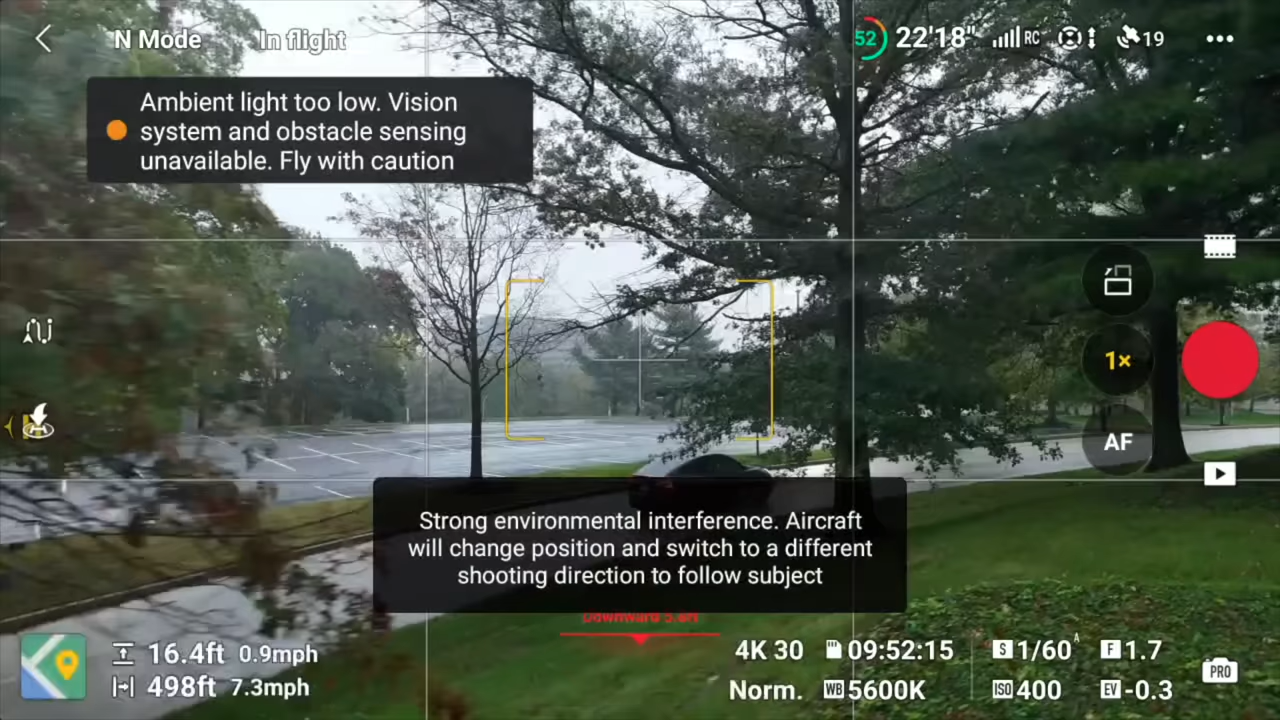 N Mode In flight 52 22'18" RC 19
Ambient light too low. Vision
system and obstacle sensing
unavailable. Fly with caution
1×
AF
Strong environmental interference. Aircraft
will change position and switch to a different
shooting direction to follow subject
Downward
16.4ft 0.9mph
498ft 7.3mph
4K 30 09:52:15 S 1/60 A F 1.7
Norm. WB 5600K ISO 400 EV -0.3
PRO